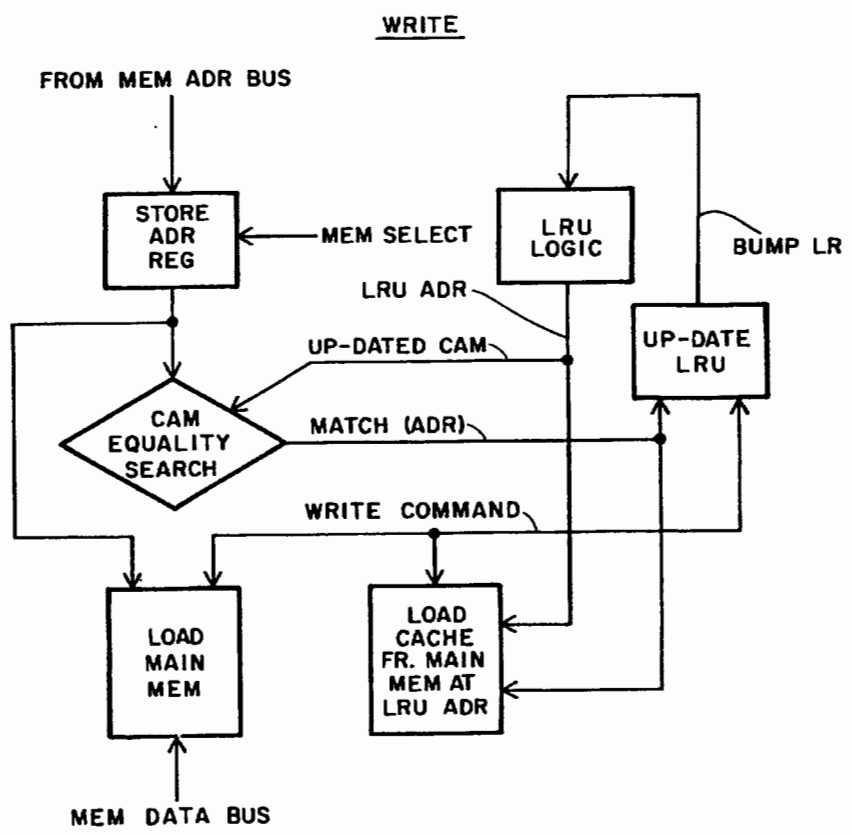 WRITE
FROM MEM ADR BUS
STORE
ADR
REG
MEM SELECT
LRU
LOGIC
BUMP LR
LRU ADR
UP-DATED CAM
UP-DATE
LRU
CAM
EQUALITY
SEARCH
MATCH (ADR)
WRITE COMMAND
LOAD
MAIN
MEM
LOAD
CACHE
FR. MAIN
MEM AT
LRU ADR
MEM DATA BUS